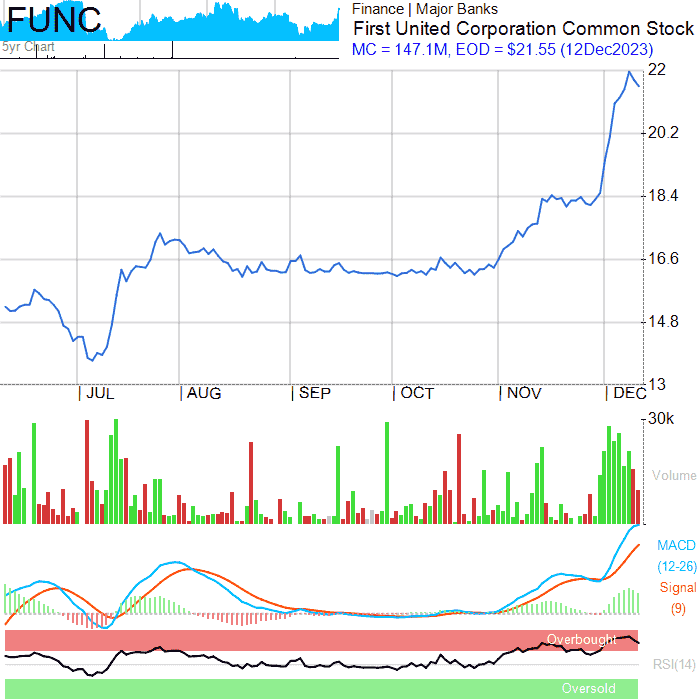 FUNC
5yr Chart
Finance | Major Banks
First United Corporation Common Stock
MC = 147.1M, EOD = $21.55 (12Dec2023)
22
20.2
18.4
16.6
14.8
13
JUL AUG SEP OCT NOV DEC
30k
Volume
MACD
(12-26)
Signal
(9)
Overbought
RSI(14)
Oversold